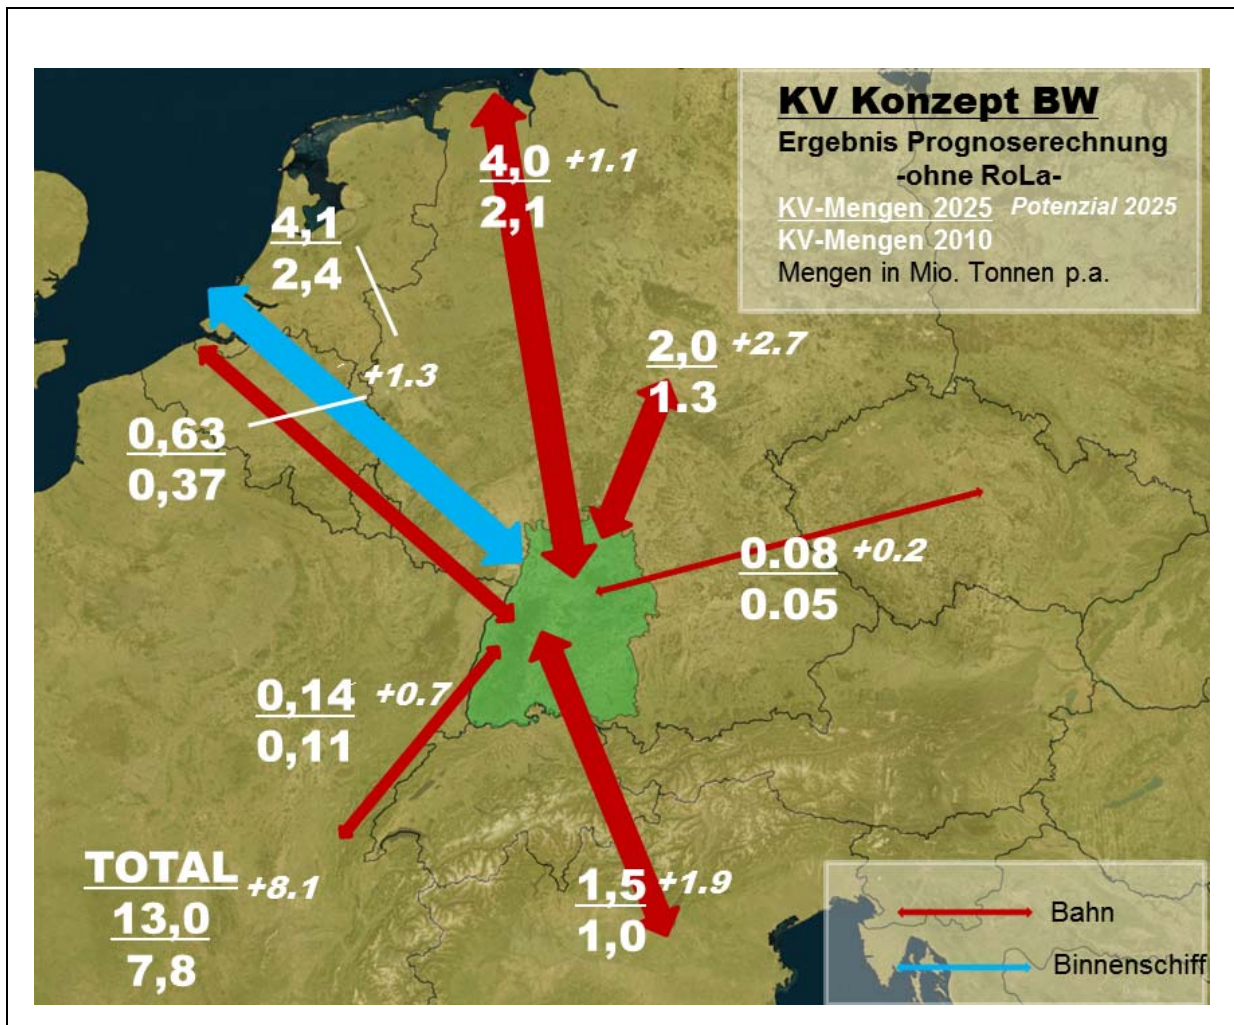 KV Konzept BW
Ergebnis Prognoserechnung
-ohne RoLa-
KV-Mengen 2025 Potenzial 2025
KV-Mengen 2010
Mengen in Mio. Tonnen p.a.
4,0 +1.1
2,1
4,1
2,4
2,0 +2.7
1.3
+1.3
0,63
0,37
0.08 +0.2
0.05
0,14 +0.7
0,11
1,5 +1.9
1,0
TOTAL +8.1
13,0
7,8
Bahn
Binnenschiff